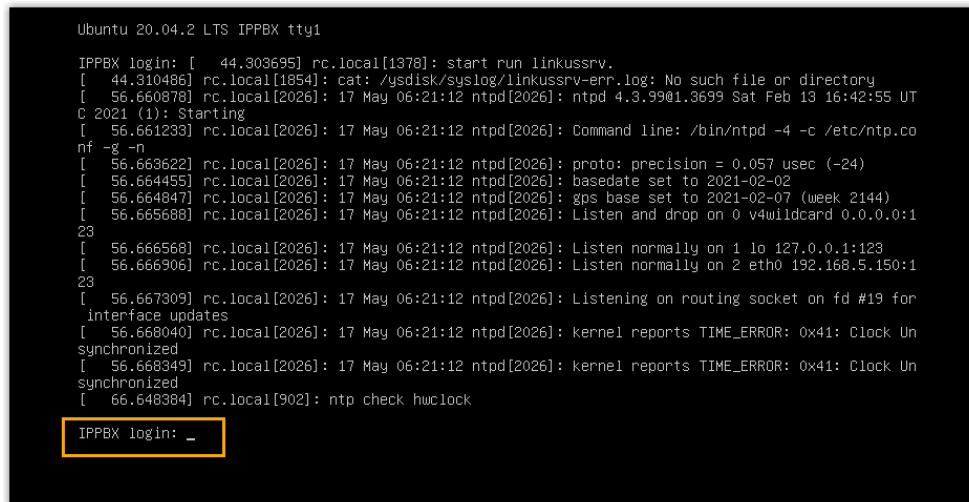 Ubuntu 20.04.2 LTS IPPBX tty1
IPPBX login: [   44.303695] rc.local[1378]: start run linkussrv.
[   44.310486] rc.local[1854]: cat: /ysdisk/syslog/linkussrv-err.log: No such file or directory
[   56.660878] rc.local[2026]: 17 May 06:21:12 ntpd[2026]: ntpd 4.3.99@1.3699 Sat Feb 13 16:42:55 UT
C 2021 (1): Starting
[   56.661233] rc.local[2026]: 17 May 06:21:12 ntpd[2026]: Command line: /bin/ntpd -4 -c /etc/ntp.co
nf -g -n
[   56.663622] rc.local[2026]: 17 May 06:21:12 ntpd[2026]: proto: precision = 0.057 usec (-24)
[   56.664455] rc.local[2026]: 17 May 06:21:12 ntpd[2026]: basedate set to 2021-02-02
[   56.664847] rc.local[2026]: 17 May 06:21:12 ntpd[2026]: gps base set to 2021-02-07 (week 2144)
[   56.665688] rc.local[2026]: 17 May 06:21:12 ntpd[2026]: Listen and drop on 0 v4wildcard 0.0.0.0:1
23
[   56.666568] rc.local[2026]: 17 May 06:21:12 ntpd[2026]: Listen normally on 1 lo 127.0.0.1:123
[   56.666906] rc.local[2026]: 17 May 06:21:12 ntpd[2026]: Listen normally on 2 eth0 192.168.5.150:1
23
[   56.667309] rc.local[2026]: 17 May 06:21:12 ntpd[2026]: Listening on routing socket on fd #19 for
 interface updates
[   56.668040] rc.local[2026]: 17 May 06:21:12 ntpd[2026]: kernel reports TIME_ERROR: 0x41: Clock Un
synchronized
[   56.668349] rc.local[2026]: 17 May 06:21:12 ntpd[2026]: kernel reports TIME_ERROR: 0x41: Clock Un
synchronized
[   66.648384] rc.local[902]: ntp check hwclock
IPPBX login: _